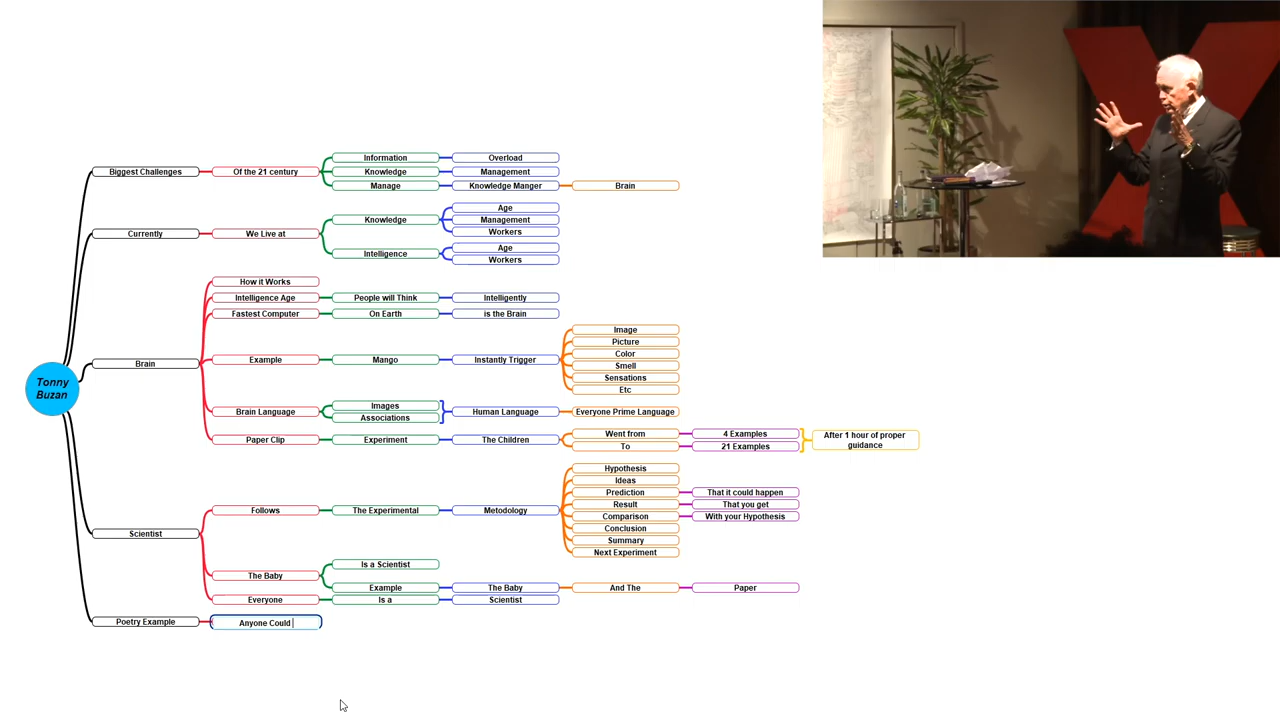 Tonny
Buzan
Biggest Challenges
Of the 21 century
Information
Overload
Knowledge
Management
Manage
Knowledge Manger
Brain
Currently
We Live at
Knowledge
Age
Management
Workers
Intelligence
Age
Workers
Brain
How it Works
Intelligence Age
People will Think
Intelligently
Fastest Computer
On Earth
is the Brain
Example
Mango
Instantly Trigger
Image
Picture
Color
Smell
Sensations
Etc
Brain Language
Images
Associations
Human Language
Everyone Prime Language
Paper Clip
Experiment
The Children
Went from
4 Examples
To
21 Examples
After 1 hour of proper
guidance
Scientist
Follows
The Experimental
Metodology
Hypothesis
Ideas
Prediction
That it could happen
Result
That you get
Comparison
With your Hypothesis
Conclusion
Summary
Next Experiment
The Baby
Is a Scientist
Example
The Baby
And The
Paper
Everyone
Is a
Scientist
Poetry Example
Anyone Could
X